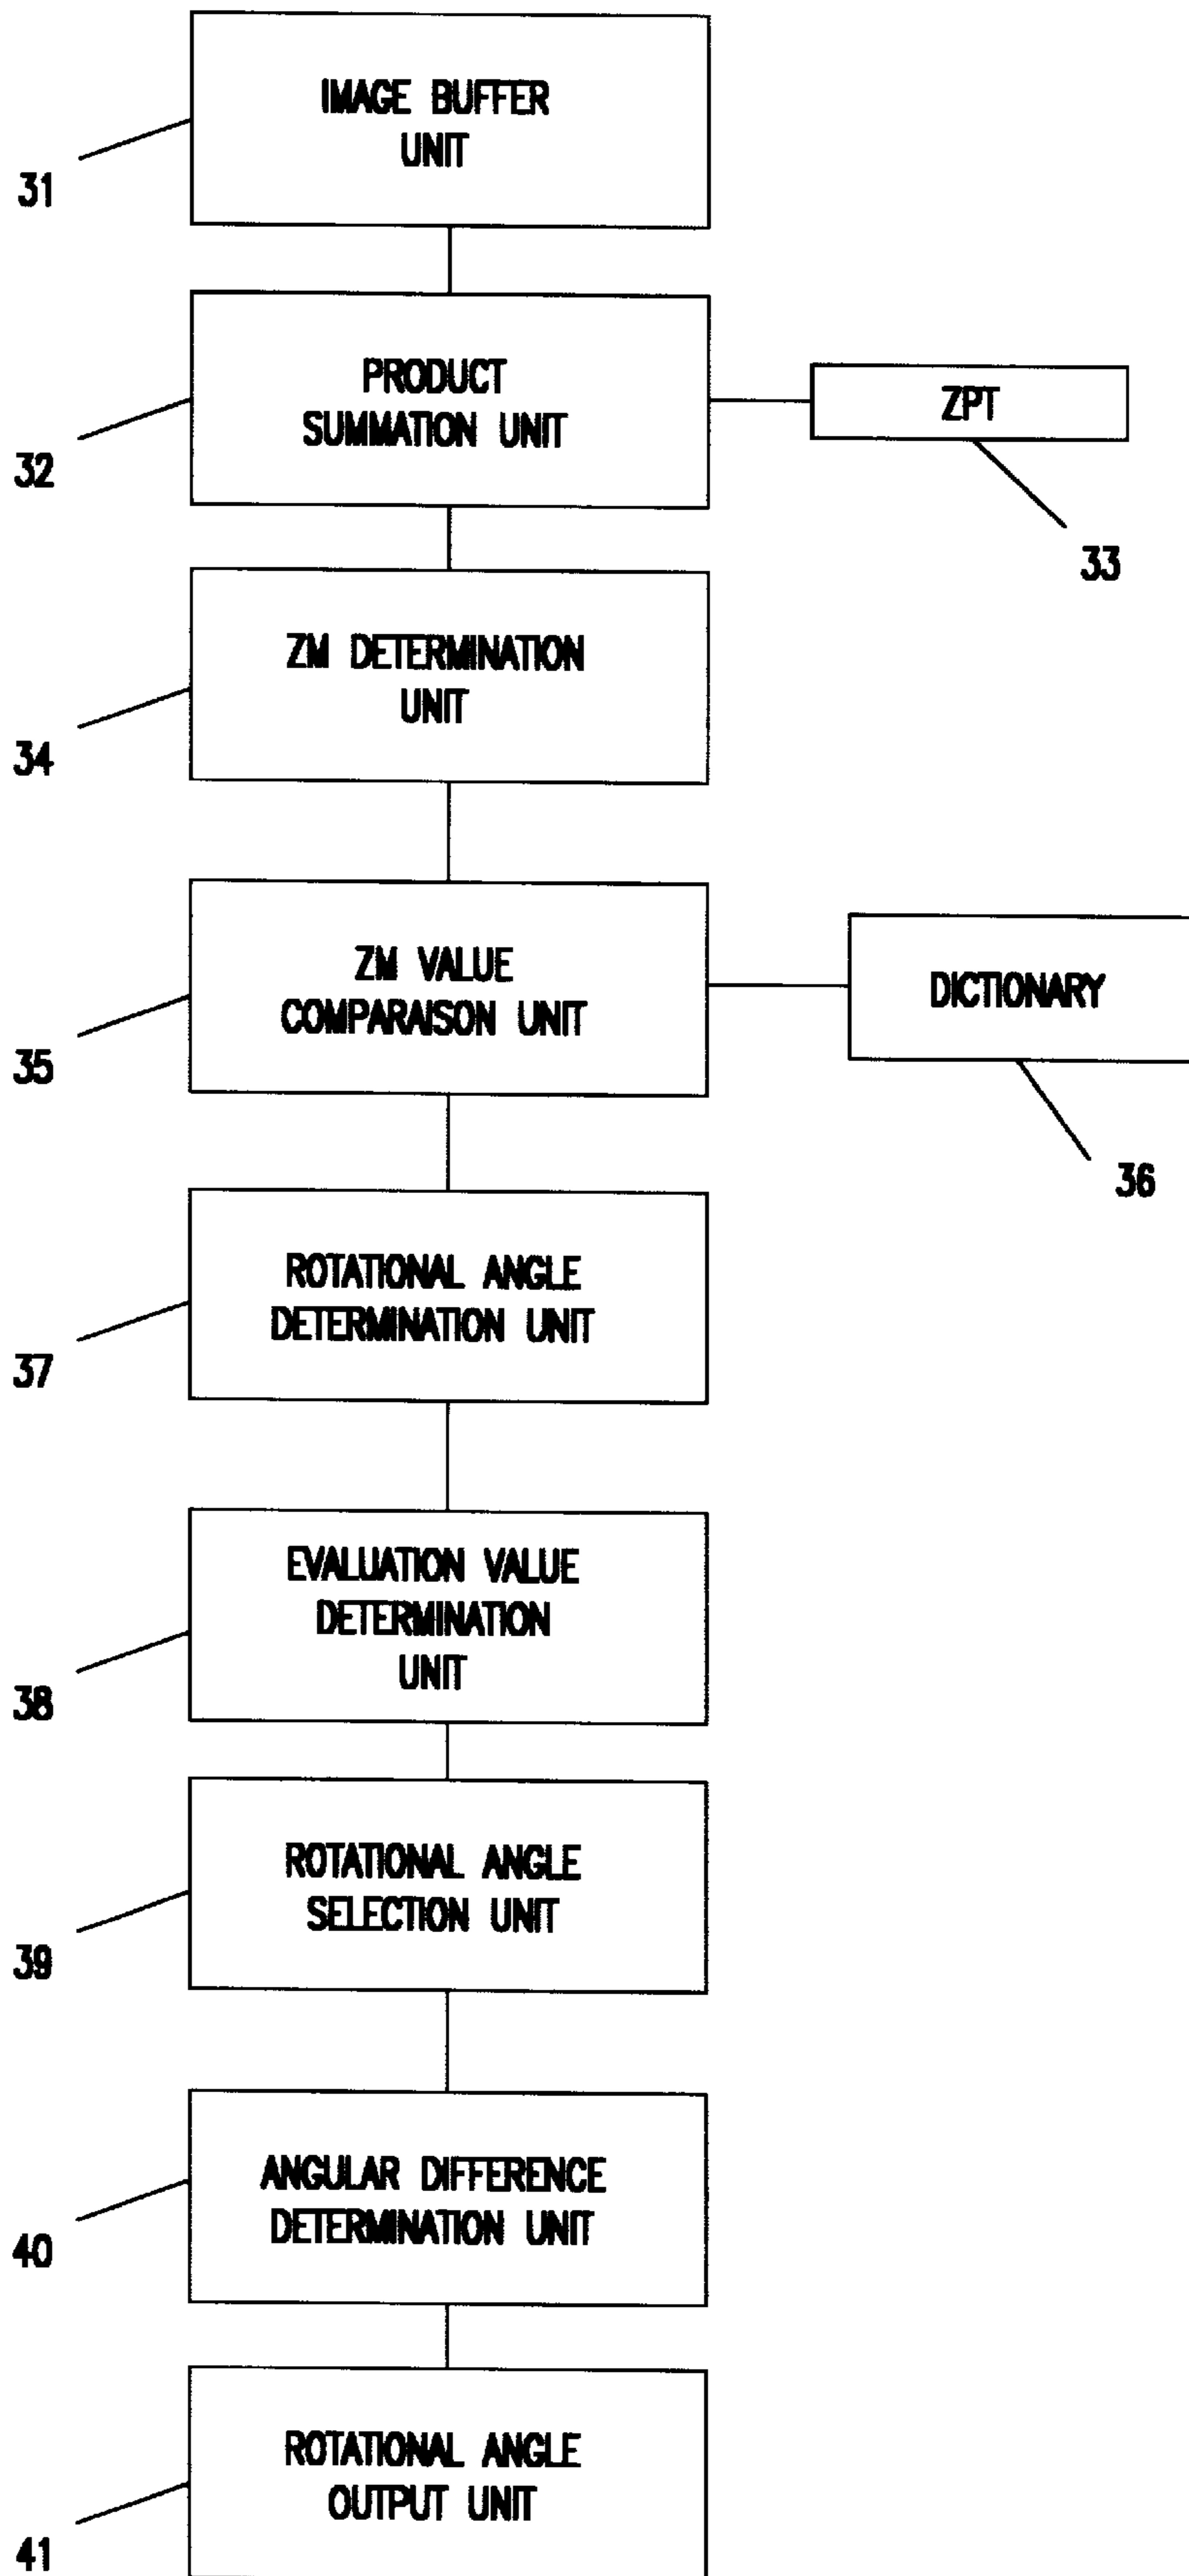 IMAGE BUFFER
UNIT
31
PRODUCT
SUMMATION UNIT
32
ZPT
33
ZM DETERMINATION
UNIT
34
ZM VALUE
COMPARAISON UNIT
35
DICTIONARY
36
ROTATIONAL ANGLE
DETERMINATION UNIT
37
EVALUATION VALUE
DETERMINATION
UNIT
38
ROTATIONAL ANGLE
SELECTION UNIT
39
ANGULAR DIFFERENCE
DETERMINATION UNIT
40
ROTATIONAL ANGLE
OUTPUT UNIT
41